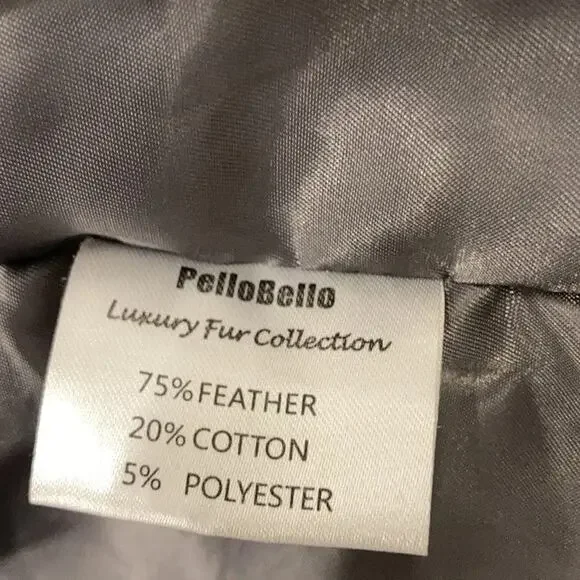 PelloBello
Luxury Fur Collection
75% FEATHER
20% COTTON
5% POLYESTER